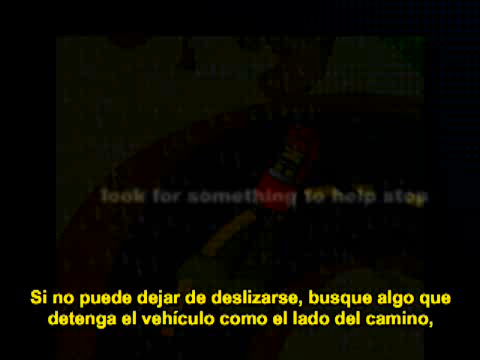 look for something to help stop
Si no puede dejar de deslizarse, busque algo que
detenga el vehículo como el lado del camino,